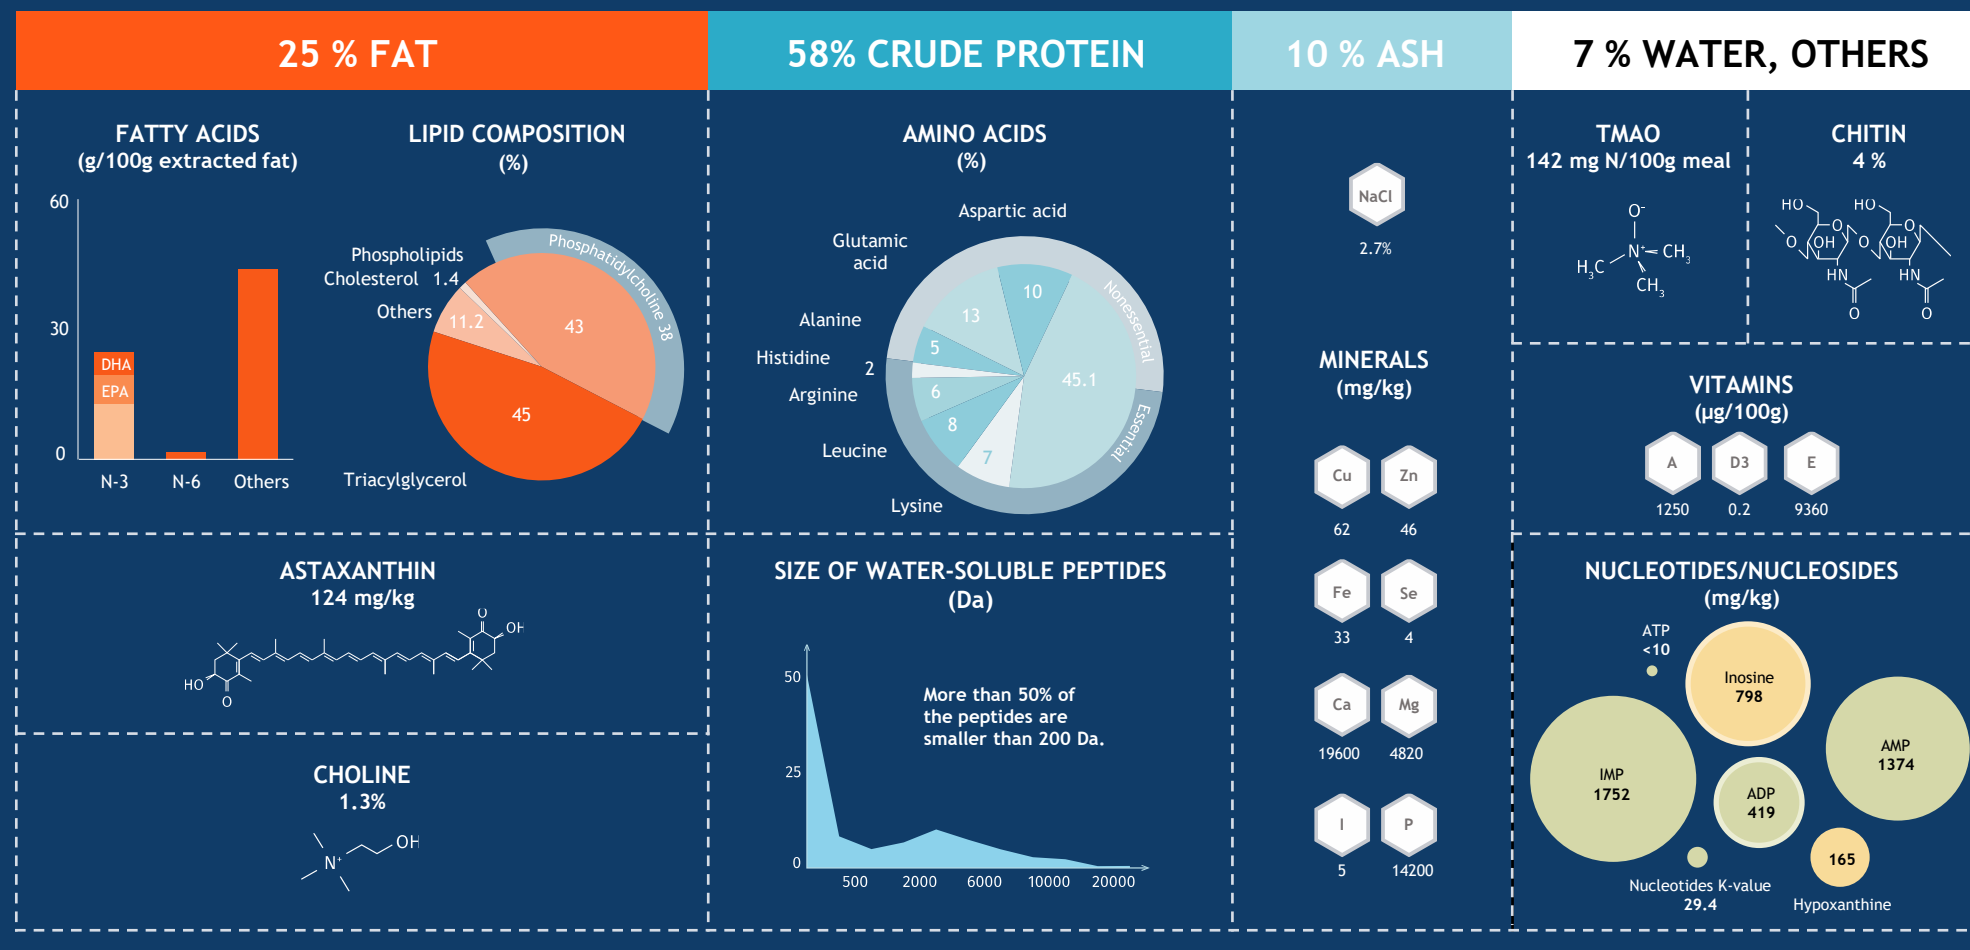 25 % FAT
58% CRUDE PROTEIN
10 % ASH
7 % WATER, OTHERS
FATTY ACIDS
(g/100g extracted fat)
60
30
0
DHA
EPA
N-3
N-6
Others
LIPID COMPOSITION
(%)
Phospholipids
Cholesterol 1.4
Others
11.2
43
45
Phosphatidylcholine 38
Triacylglycerol
ASTAXANTHIN
124 mg/kg
O
OH
HO
O
CHOLINE
1.3%
OH
N+
AMINO ACIDS
(%)
Aspartic acid
Glutamic
acid
Alanine
Histidine
Arginine
Leucine
Lysine
10
13
5
2
6
8
7
45.1
Nonessential
Essential
SIZE OF WATER-SOLUBLE PEPTIDES
(Da)
50
25
0
More than 50% of
the peptides are
smaller than 200 Da.
500 2000 6000 10000 20000
NaCl
2.7%
MINERALS
(mg/kg)
Cu Zn
62 46
Fe Se
33 4
Ca Mg
19600 4820
I P
5 14200
TMAO
142 mg N/100g meal
O-
N+ CH3
H3C
CH3
CHITIN
4 %
HO HO
O O O O
OH OH
HN HN
O O
VITAMINS
(µg/100g)
A D3 E
1250 0.2 9360
NUCLEOTIDES/NUCLEOSIDES
(mg/kg)
ATP
<10
Inosine
798
IMP
1752
AMP
1374
ADP
419
165
Nucleotides K-value
29.4
Hypoxanthine